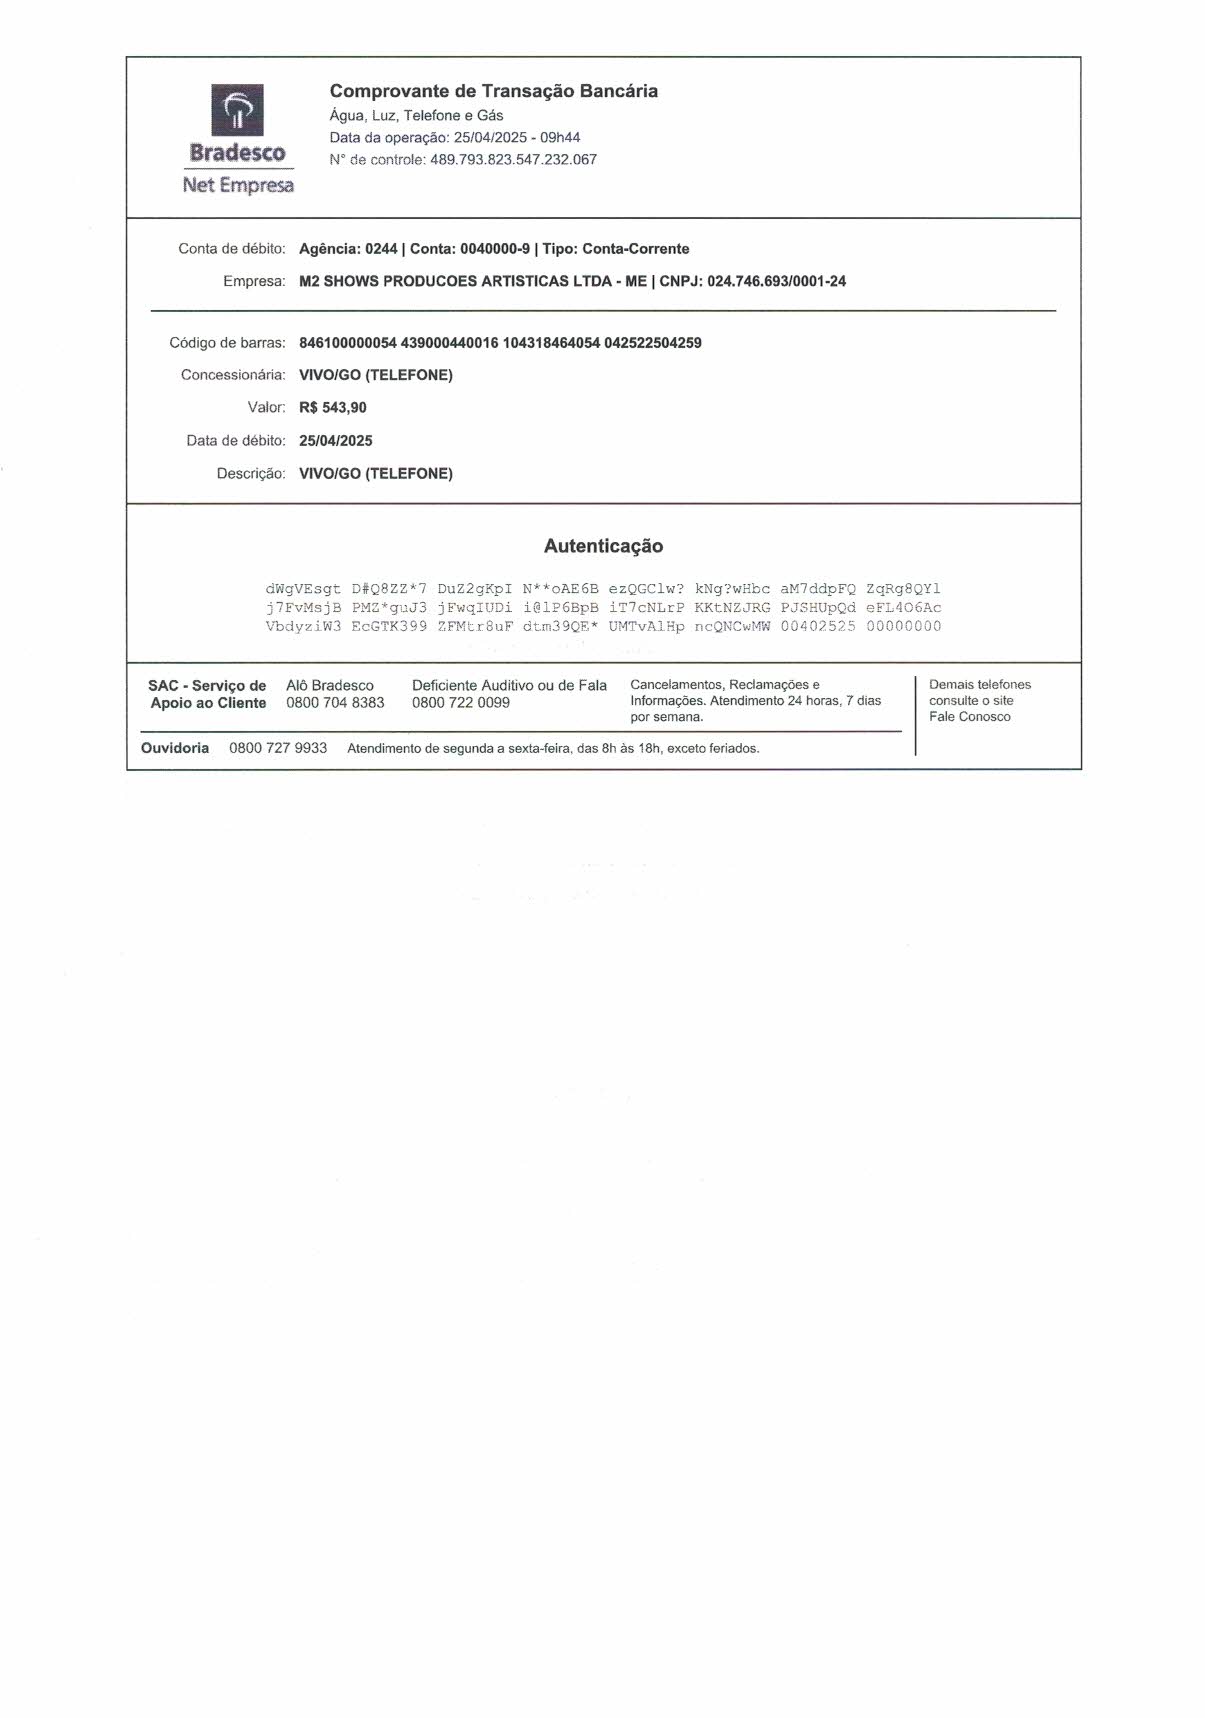 Bradesco
Net Empresa
Comprovante de Transação Bancária
Água, Luz, Telefone e Gás
Data da operação: 25/04/2025 - 09h44
N° de controle: 489.793.823.547.232.067
Conta de débito: Agência: 0244 | Conta: 0040000-9 | Tipo: Conta-Corrente
Empresa: M2 SHOWS PRODUCOES ARTISTICAS LTDA - ME | CNPJ: 024.746.693/0001-24
Código de barras: 846100000054 439000440016 104318464054 042522504259
Concessionária: VIVO/GO (TELEFONE)
Valor: R$ 543,90
Data de débito: 25/04/2025
Descrição: VIVO/GO (TELEFONE)
Autenticação
dWgVEsgt D#Q8ZZ*7 DuZ2gKpI N**oAE6B ezQGClw? kNg?wHbc aM7ddpFQ ZqRg8QYl
j7FvMsjB PMZ*guJ3 jFwqIUDi i@lP6BpB iT7cNLrP KKtNZJRG PJSHUpQd eFL4O6Ac
VbdyziW3 EcGTK399 ZFMtr8uF dtm39QE* UMTvAlHp ncQNCwMW 00402525 00000000
SAC - Serviço de Apoio ao Cliente
Alô Bradesco
0800 704 8383
Deficiente Auditivo ou de Fala
0800 722 0099
Cancelamentos, Reclamações e
Informações. Atendimento 24 horas, 7 dias
por semana.
Demais telefones
consulte o site
Fale Conosco
Ouvidoria 0800 727 9933 Atendimento de segunda a sexta-feira, das 8h às 18h, exceto feriados.